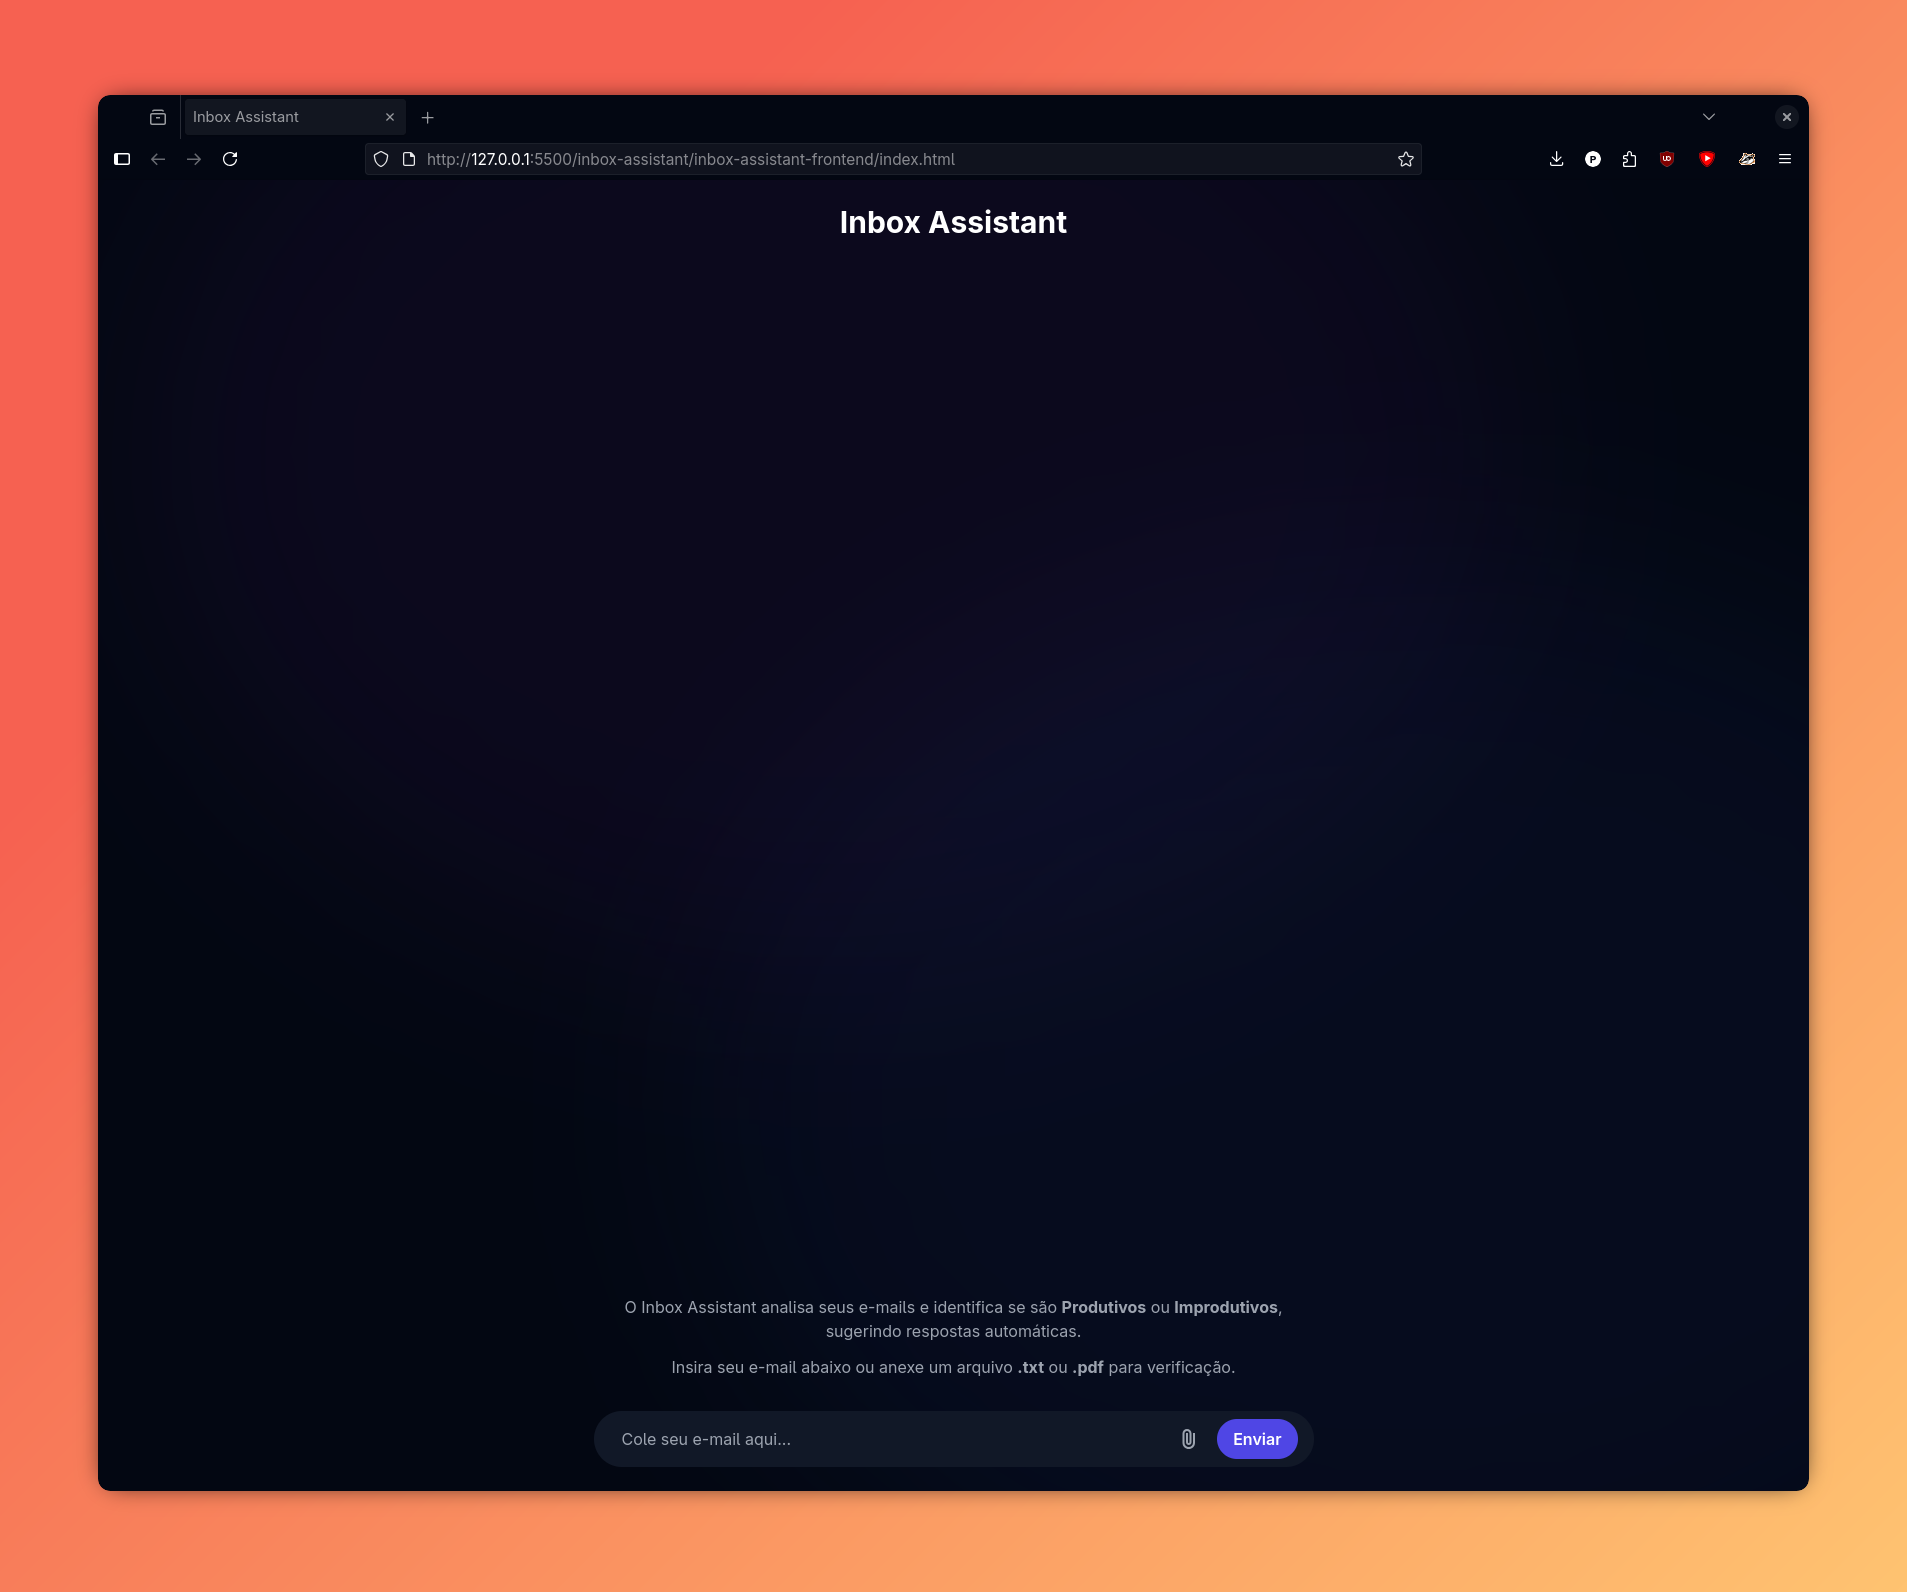 Inbox Assistant
http://127.0.0.1:5500/inbox-assistant/inbox-assistant-frontend/index.html
P
UD
Inbox Assistant
O Inbox Assistant analisa seus e-mails e identifica se são Produtivos ou Improdutivos,
sugerindo respostas automáticas.
Insira seu e-mail abaixo ou anexe um arquivo .txt ou .pdf para verificação.
Cole seu e-mail aqui...
Enviar